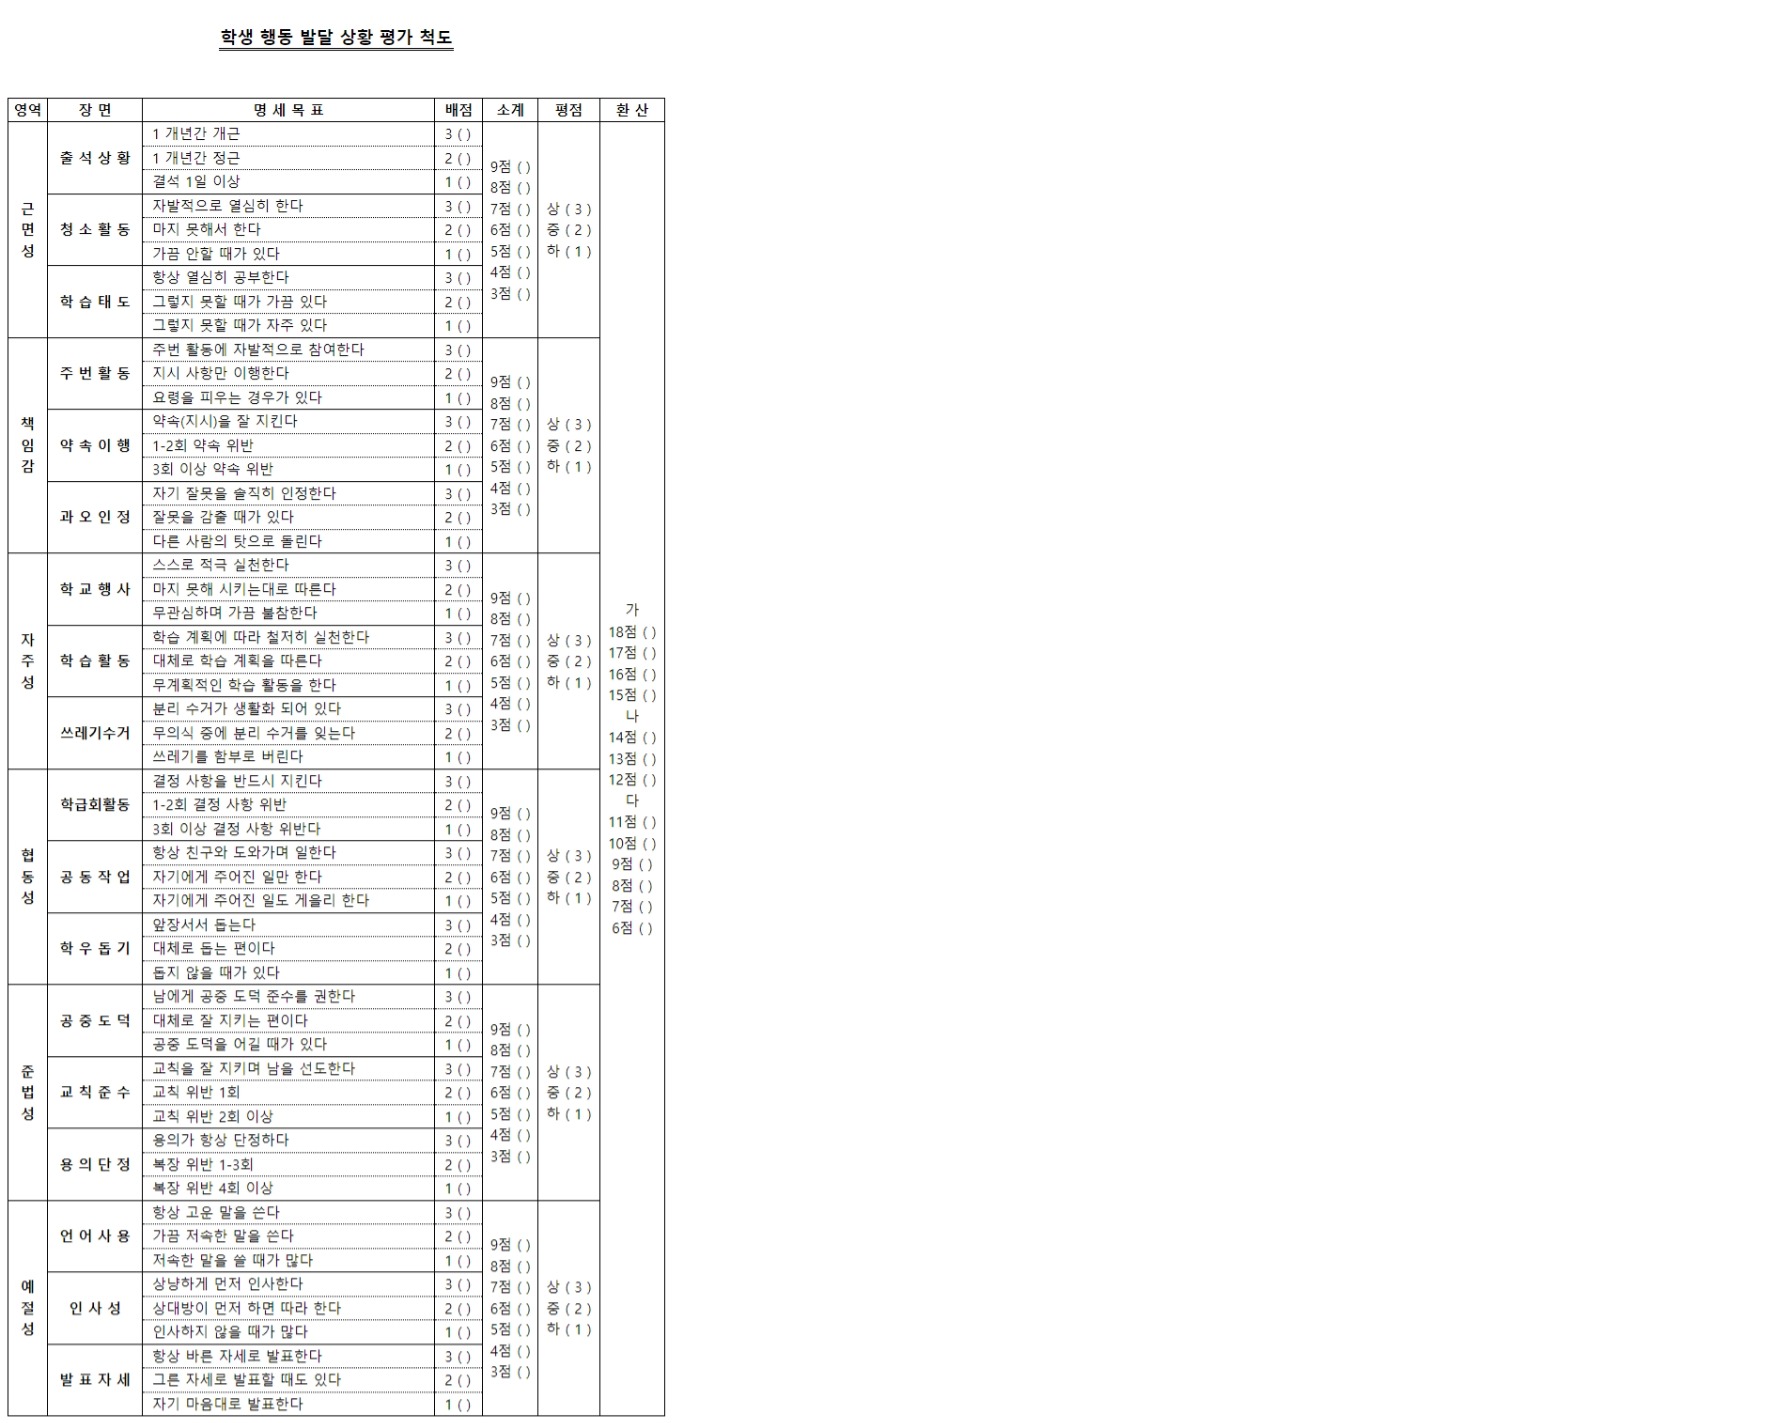 학생 행동 발달 상황 평가 척도
영역 장 면 명 세 목 표 배점 소계 평점 환 산
근면성
출 석 상 황
1 개년간 개근 3 ( )
1 개년간 정근 2 ( )
결석 1일 이상 1 ( )
청 소 활 동
자발적으로 열심히 한다 3 ( )
마지 못해서 한다 2 ( )
가끔 안할 때가 있다 1 ( )
학 습 태 도
항상 열심히 공부한다 3 ( )
그렇지 못할 때가 가끔 있다 2 ( )
그렇지 못할 때가 자주 있다 1 ( )
9점 ( )
8점 ( )
7점 ( )
6점 ( )
5점 ( )
4점 ( )
3점 ( )
상 ( 3 )
중 ( 2 )
하 ( 1 )
책임감
주 번 활 동
주번 활동에 자발적으로 참여한다 3 ( )
지시 사항만 이행한다 2 ( )
요령을 피우는 경우가 있다 1 ( )
약 속 이 행
약속(지시)을 잘 지킨다 3 ( )
1-2회 약속 위반 2 ( )
3회 이상 약속 위반 1 ( )
과 오 인 정
자기 잘못을 솔직히 인정한다 3 ( )
잘못을 감출 때가 있다 2 ( )
다른 사람의 탓으로 돌린다 1 ( )
9점 ( )
8점 ( )
7점 ( )
6점 ( )
5점 ( )
4점 ( )
3점 ( )
상 ( 3 )
중 ( 2 )
하 ( 1 )
자주성
학 교 행 사
스스로 적극 실천한다 3 ( )
마지 못해 시키는대로 따른다 2 ( )
무관심하며 가끔 불참한다 1 ( )
학 습 활 동
학습 계획에 따라 철저히 실천한다 3 ( )
대체로 학습 계획을 따른다 2 ( )
무계획적인 학습 활동을 한다 1 ( )
쓰레기수거
분리 수거가 생활화 되어 있다 3 ( )
무의식 중에 분리 수거를 잊는다 2 ( )
쓰레기를 함부로 버린다 1 ( )
9점 ( )
8점 ( )
7점 ( )
6점 ( )
5점 ( )
4점 ( )
3점 ( )
상 ( 3 )
중 ( 2 )
하 ( 1 )
협동성
학급회활동
결정 사항을 반드시 지킨다 3 ( )
1-2회 결정 사항 위반 2 ( )
3회 이상 결정 사항 위반다 1 ( )
공 동 작 업
항상 친구와 도와가며 일한다 3 ( )
자기에게 주어진 일만 한다 2 ( )
자기에게 주어진 일도 게을리 한다 1 ( )
학 우 돕 기
앞장서서 돕는다 3 ( )
대체로 돕는 편이다 2 ( )
돕지 않을 때가 있다 1 ( )
9점 ( )
8점 ( )
7점 ( )
6점 ( )
5점 ( )
4점 ( )
3점 ( )
상 ( 3 )
중 ( 2 )
하 ( 1 )
준법성
공 중 도 덕
남에게 공중 도덕 준수를 권한다 3 ( )
대체로 잘 지키는 편이다 2 ( )
공중 도덕을 어길 때가 있다 1 ( )
교 칙 준 수
교칙을 잘 지키며 남을 선도한다 3 ( )
교칙 위반 1회 2 ( )
교칙 위반 2회 이상 1 ( )
용 의 단 정
용의가 항상 단정하다 3 ( )
복장 위반 1-3회 2 ( )
복장 위반 4회 이상 1 ( )
9점 ( )
8점 ( )
7점 ( )
6점 ( )
5점 ( )
4점 ( )
3점 ( )
상 ( 3 )
중 ( 2 )
하 ( 1 )
예절성
언 어 사 용
항상 고운 말을 쓴다 3 ( )
가끔 저속한 말을 쓴다 2 ( )
저속한 말을 쓸 때가 많다 1 ( )
인 사 성
상냥하게 먼저 인사한다 3 ( )
상대방이 먼저 하면 따라 한다 2 ( )
인사하지 않을 때가 많다 1 ( )
발 표 자 세
항상 바른 자세로 발표한다 3 ( )
그른 자세로 발표할 때도 있다 2 ( )
자기 마음대로 발표한다 1 ( )
9점 ( )
8점 ( )
7점 ( )
6점 ( )
5점 ( )
4점 ( )
3점 ( )
상 ( 3 )
중 ( 2 )
하 ( 1 )
가
18점 ( )
17점 ( )
16점 ( )
15점 ( )
나
14점 ( )
13점 ( )
12점 ( )
다
11점 ( )
10점 ( )
9점 ( )
8점 ( )
7점 ( )
6점 ( )